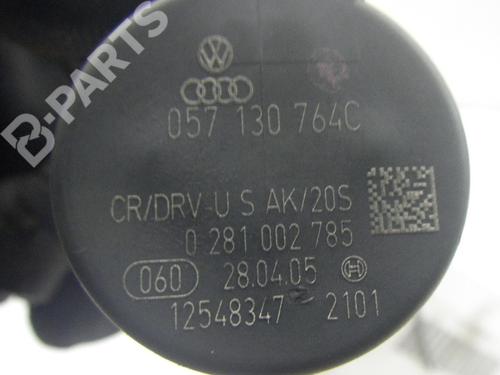 B-PARTS
057 130 764C
CR/DRV-U S AK/20S
0 281 002 785
060 28.04.05
12548347 2101